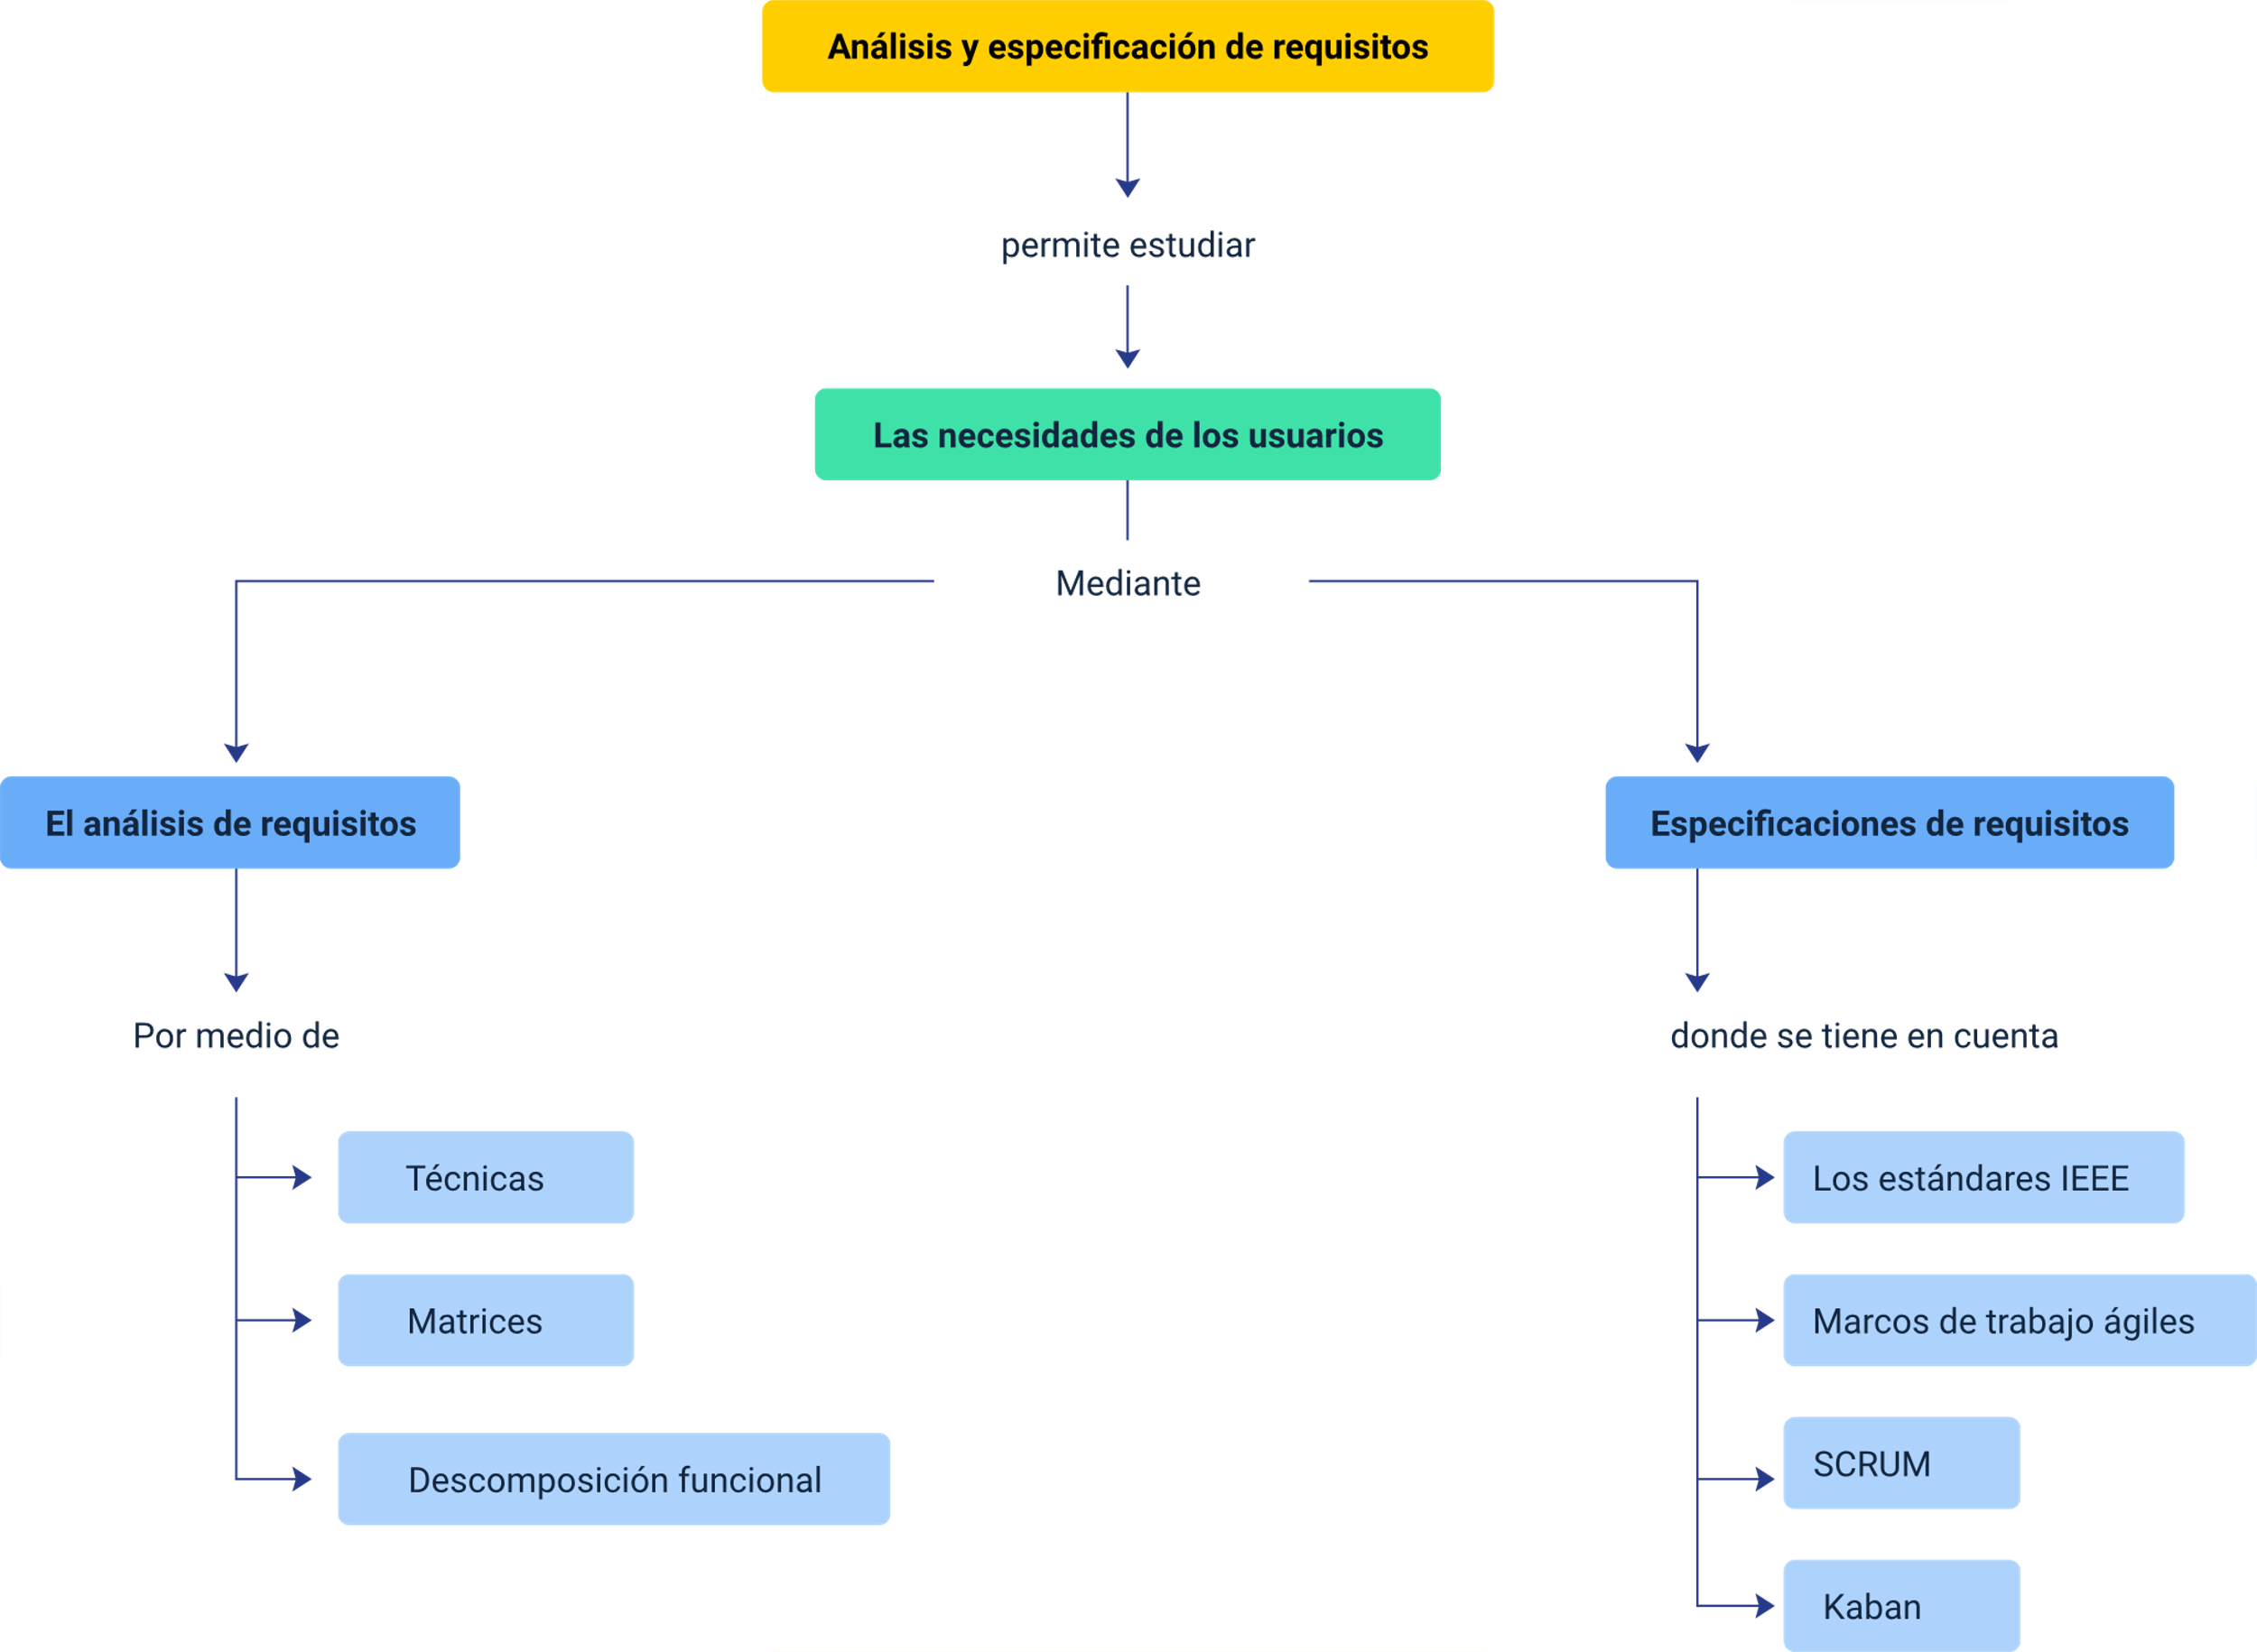 Análisis y especificación de requisitos
permite estudiar
Las necesidades de los usuarios
Mediante
El análisis de requisitos
Especificaciones de requisitos
Por medio de
donde se tiene en cuenta
Técnicas
Los estándares IEEE
Matrices
Marcos de trabajo ágiles
Descomposición funcional
SCRUM
Kaban